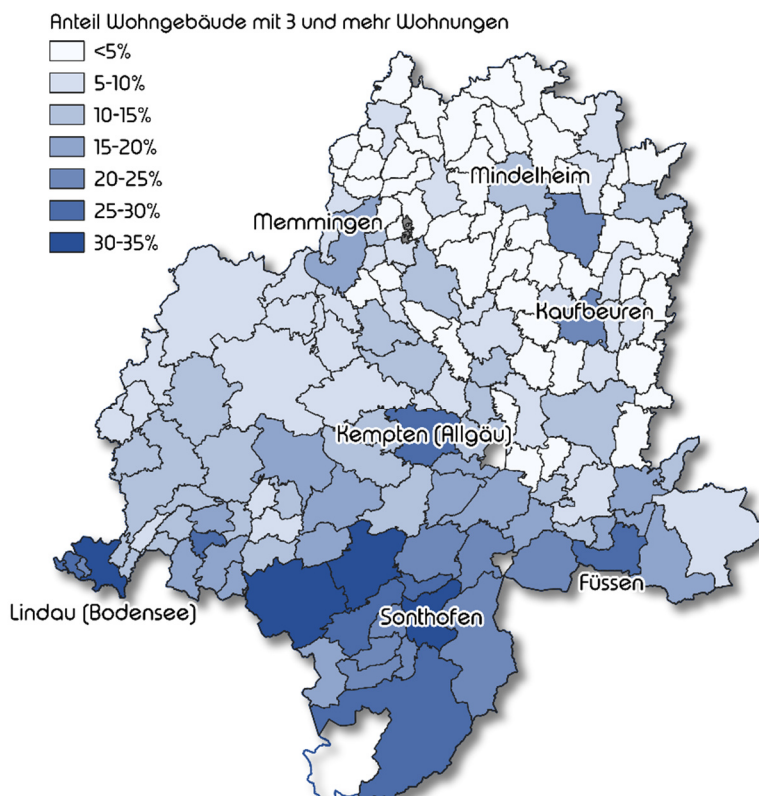 Anteil Wohngebäude mit 3 und mehr Wohnungen
<5%
5-10%
10-15%
15-20%
20-25%
25-30%
30-35%
Mindelheim
Memmingen
Kaufbeuren
Kempten (Allgäu)
Füssen
Lindau (Bodensee)
Sonthofen